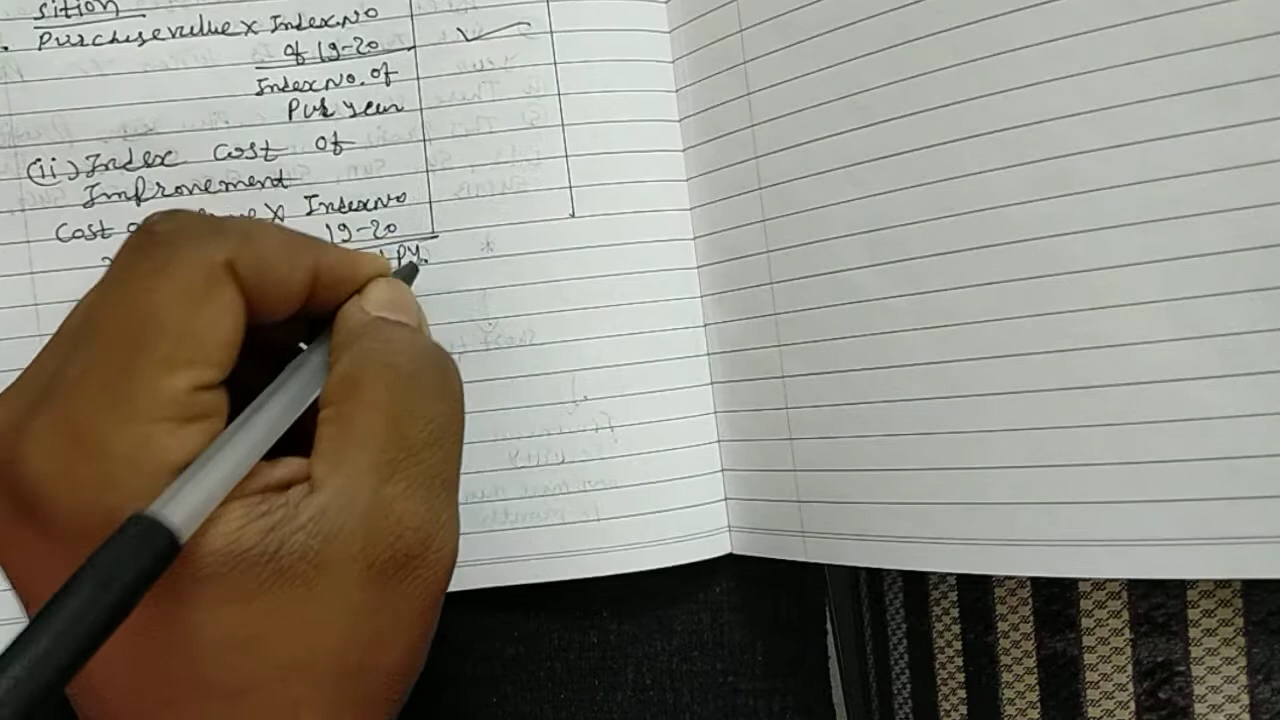 sition
. Purchase value x Index No
of 19-20
Index No. of
Pur year
(ii) Index cost of
Improvement
Cost x Index No
19-20
PY.